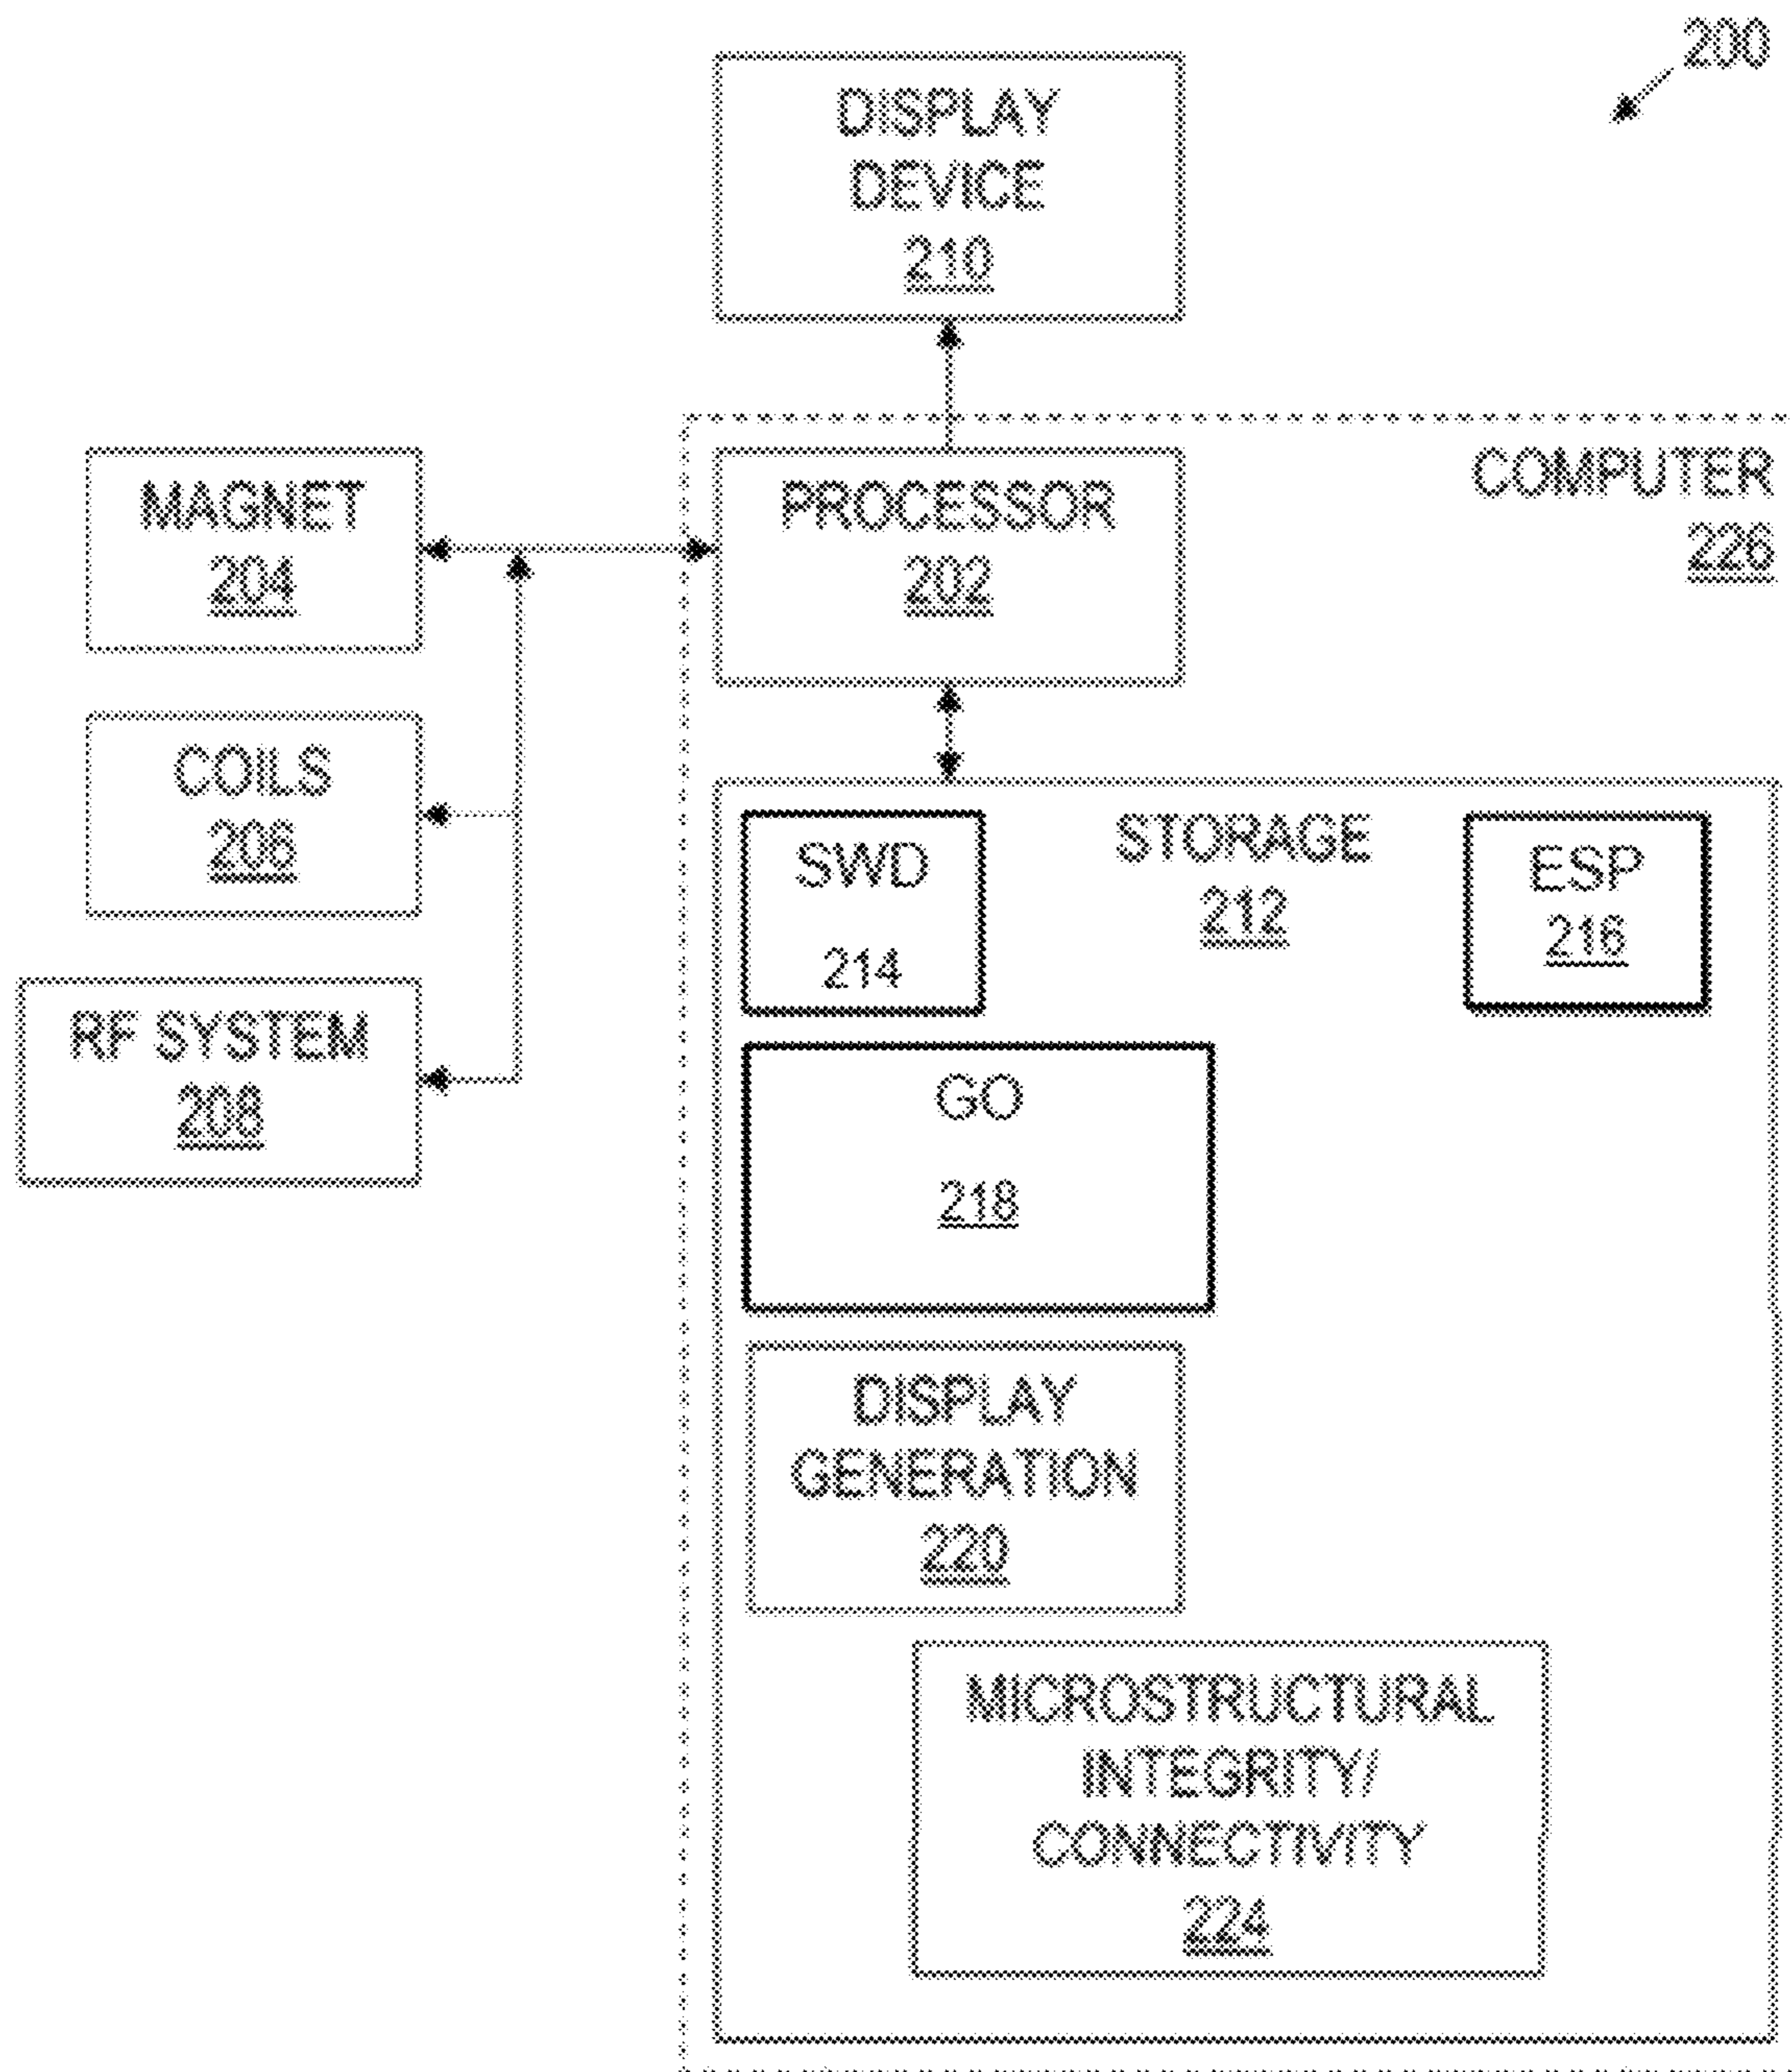 200
DISPLAY
DEVICE
210
COMPUTER
226
MAGNET
204
PROCESSOR
202
COILS
206
RF SYSTEM
208
STORAGE
212
SWD
214
ESP
216
GO
218
DISPLAY
GENERATION
220
MICROSTRUCTURAL
INTEGRITY/
CONNECTIVITY
224